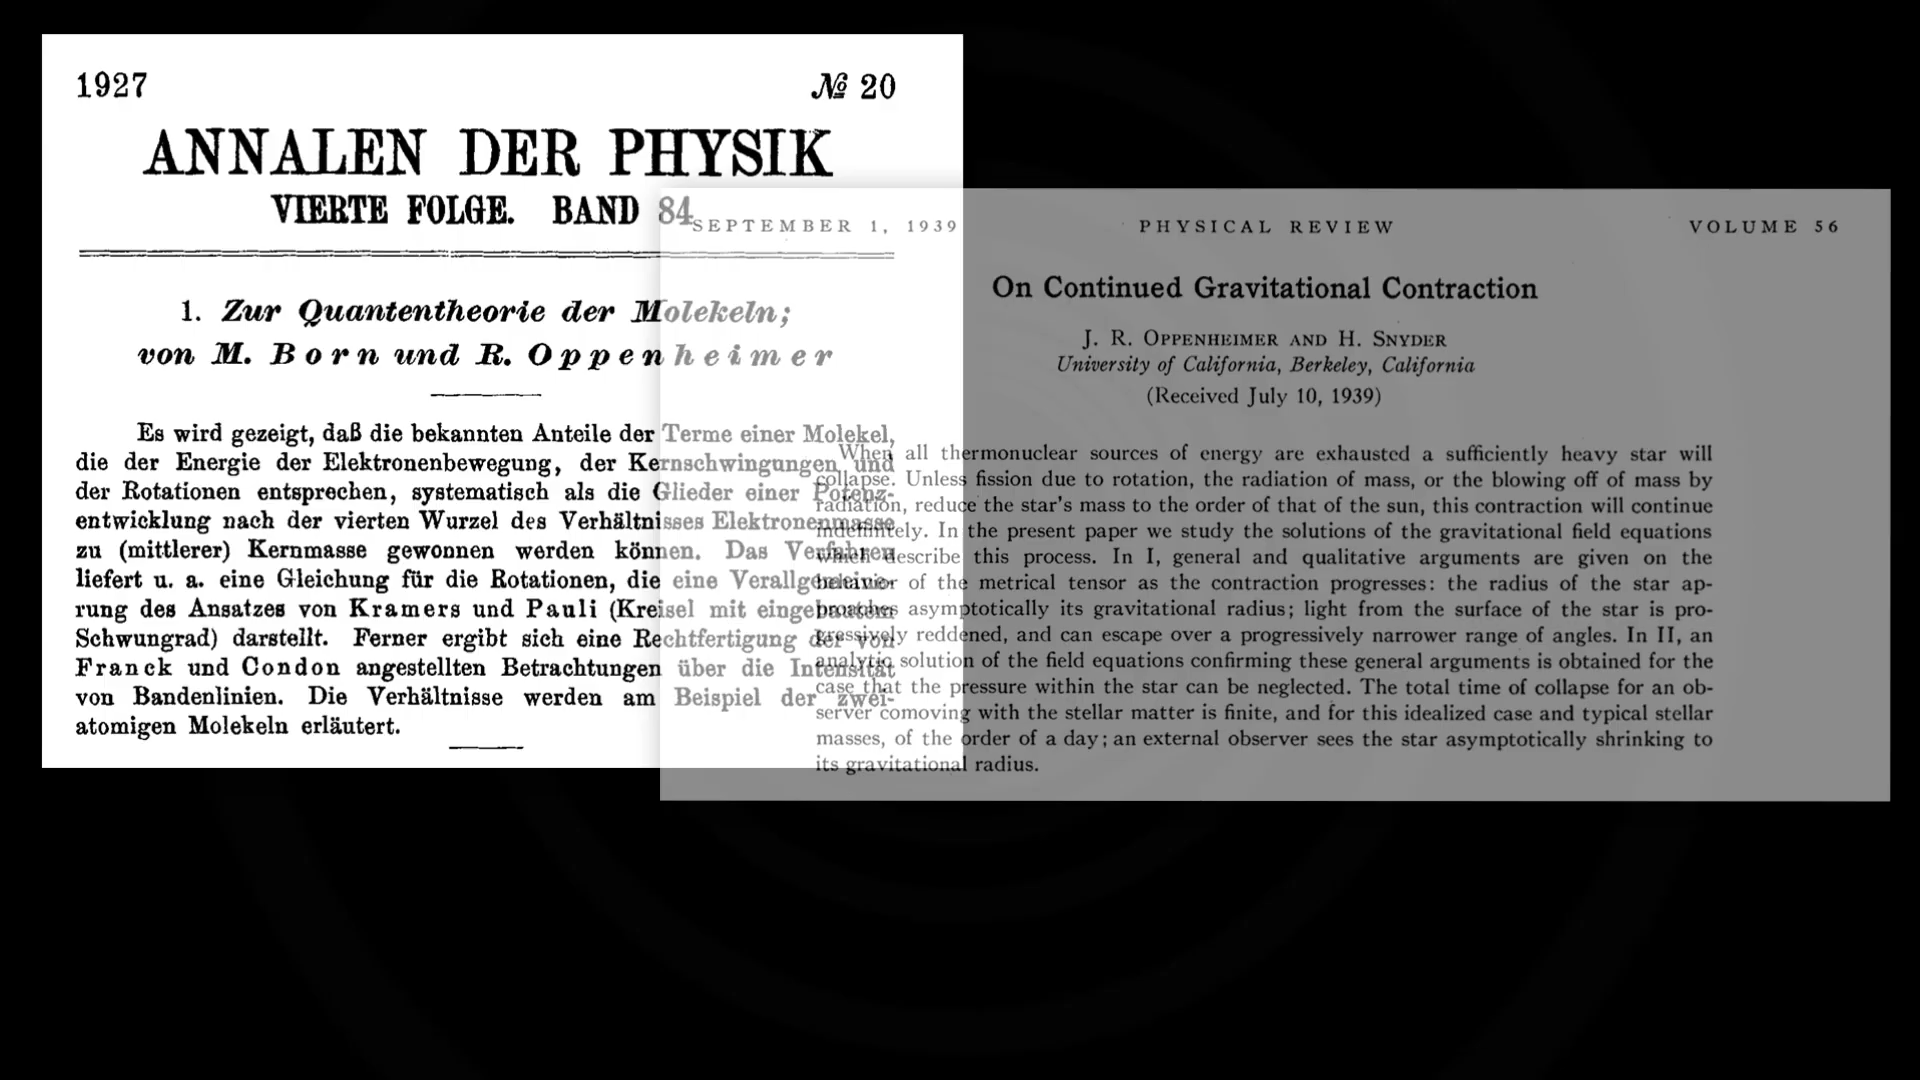 1927
№ 20
ANNALEN DER PHYSIK
VIERTE FOLGE. BAND 84
1. Zur Quantentheorie der Molekeln;
von M. Born und R. Oppenheimer
Es wird gezeigt, daß die bekannten Anteile der Terme einer Molekel,
die der Energie der Elektronenbewegung, der Kernschwingungen und
der Rotationen entsprechen, systematisch als die Glieder einer Potenz-
entwicklung nach der vierten Wurzel des Verhältnisses Elektronenmasse
zu (mittlerer) Kernmasse gewonnen werden können. Das Verfahren
liefert u. a. eine Gleichung für die Rotationen, die eine Verallgemeine-
rung des Ansatzes von Kramers und Pauli (Kreisel mit eingebautem
Schwungrad) darstellt. Ferner ergibt sich eine Rechtfertigung der von
Franck und Condon angestellten Betrachtungen über die Intensität
von Bandenlinien. Die Verhältnisse werden am Beispiel der zwei-
atomigen Molekeln erläutert.
SEPTEMBER 1, 1939
PHYSICAL REVIEW
VOLUME 56
On Continued Gravitational Contraction
J. R. OPPENHEIMER AND H. SNYDER
University of California, Berkeley, California
(Received July 10, 1939)
When all thermonuclear sources of energy are exhausted a sufficiently heavy star will
collapse. Unless fission due to rotation, the radiation of mass, or the blowing off of mass by
radiation, reduce the star's mass to the order of that of the sun, this contraction will continue
indefinitely. In the present paper we study the solutions of the gravitational field equations
which describe this process. In I, general and qualitative arguments are given on the
behavior of the metrical tensor as the contraction progresses: the radius of the star ap-
proaches asymptotically its gravitational radius; light from the surface of the star is pro-
gressively reddened, and can escape over a progressively narrower range of angles. In II, an
analytic solution of the field equations confirming these general arguments is obtained for the
case that the pressure within the star can be neglected. The total time of collapse for an ob-
server comoving with the stellar matter is finite, and for this idealized case and typical stellar
masses, of the order of a day; an external observer sees the star asymptotically shrinking to
its gravitational radius.